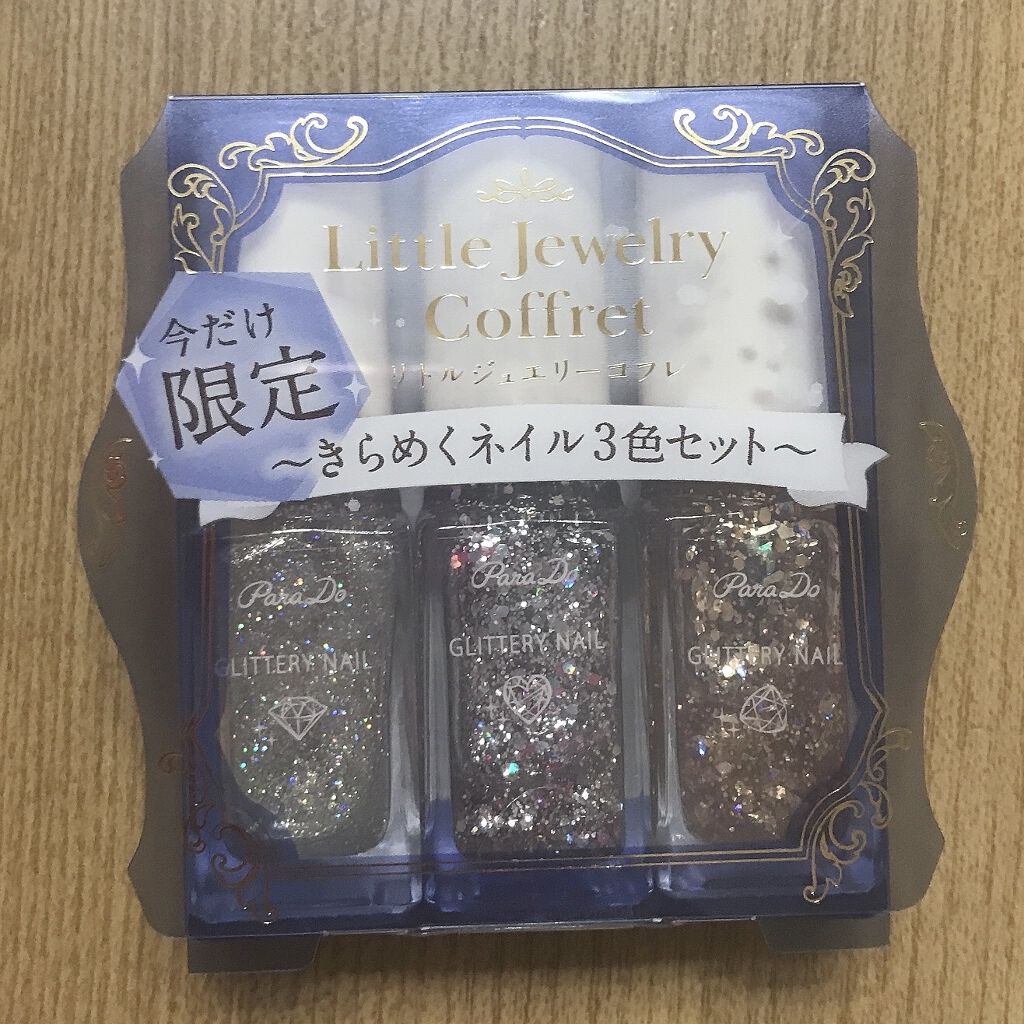 Little Jewelry
Coffret
リトルジュエリーコフレ
今だけ
限定
～きらめくネイル3色セット～
Para Do
GLITTERY NAIL
Para Do
GLITTERY NAIL
Para Do
GLITTERY NAIL